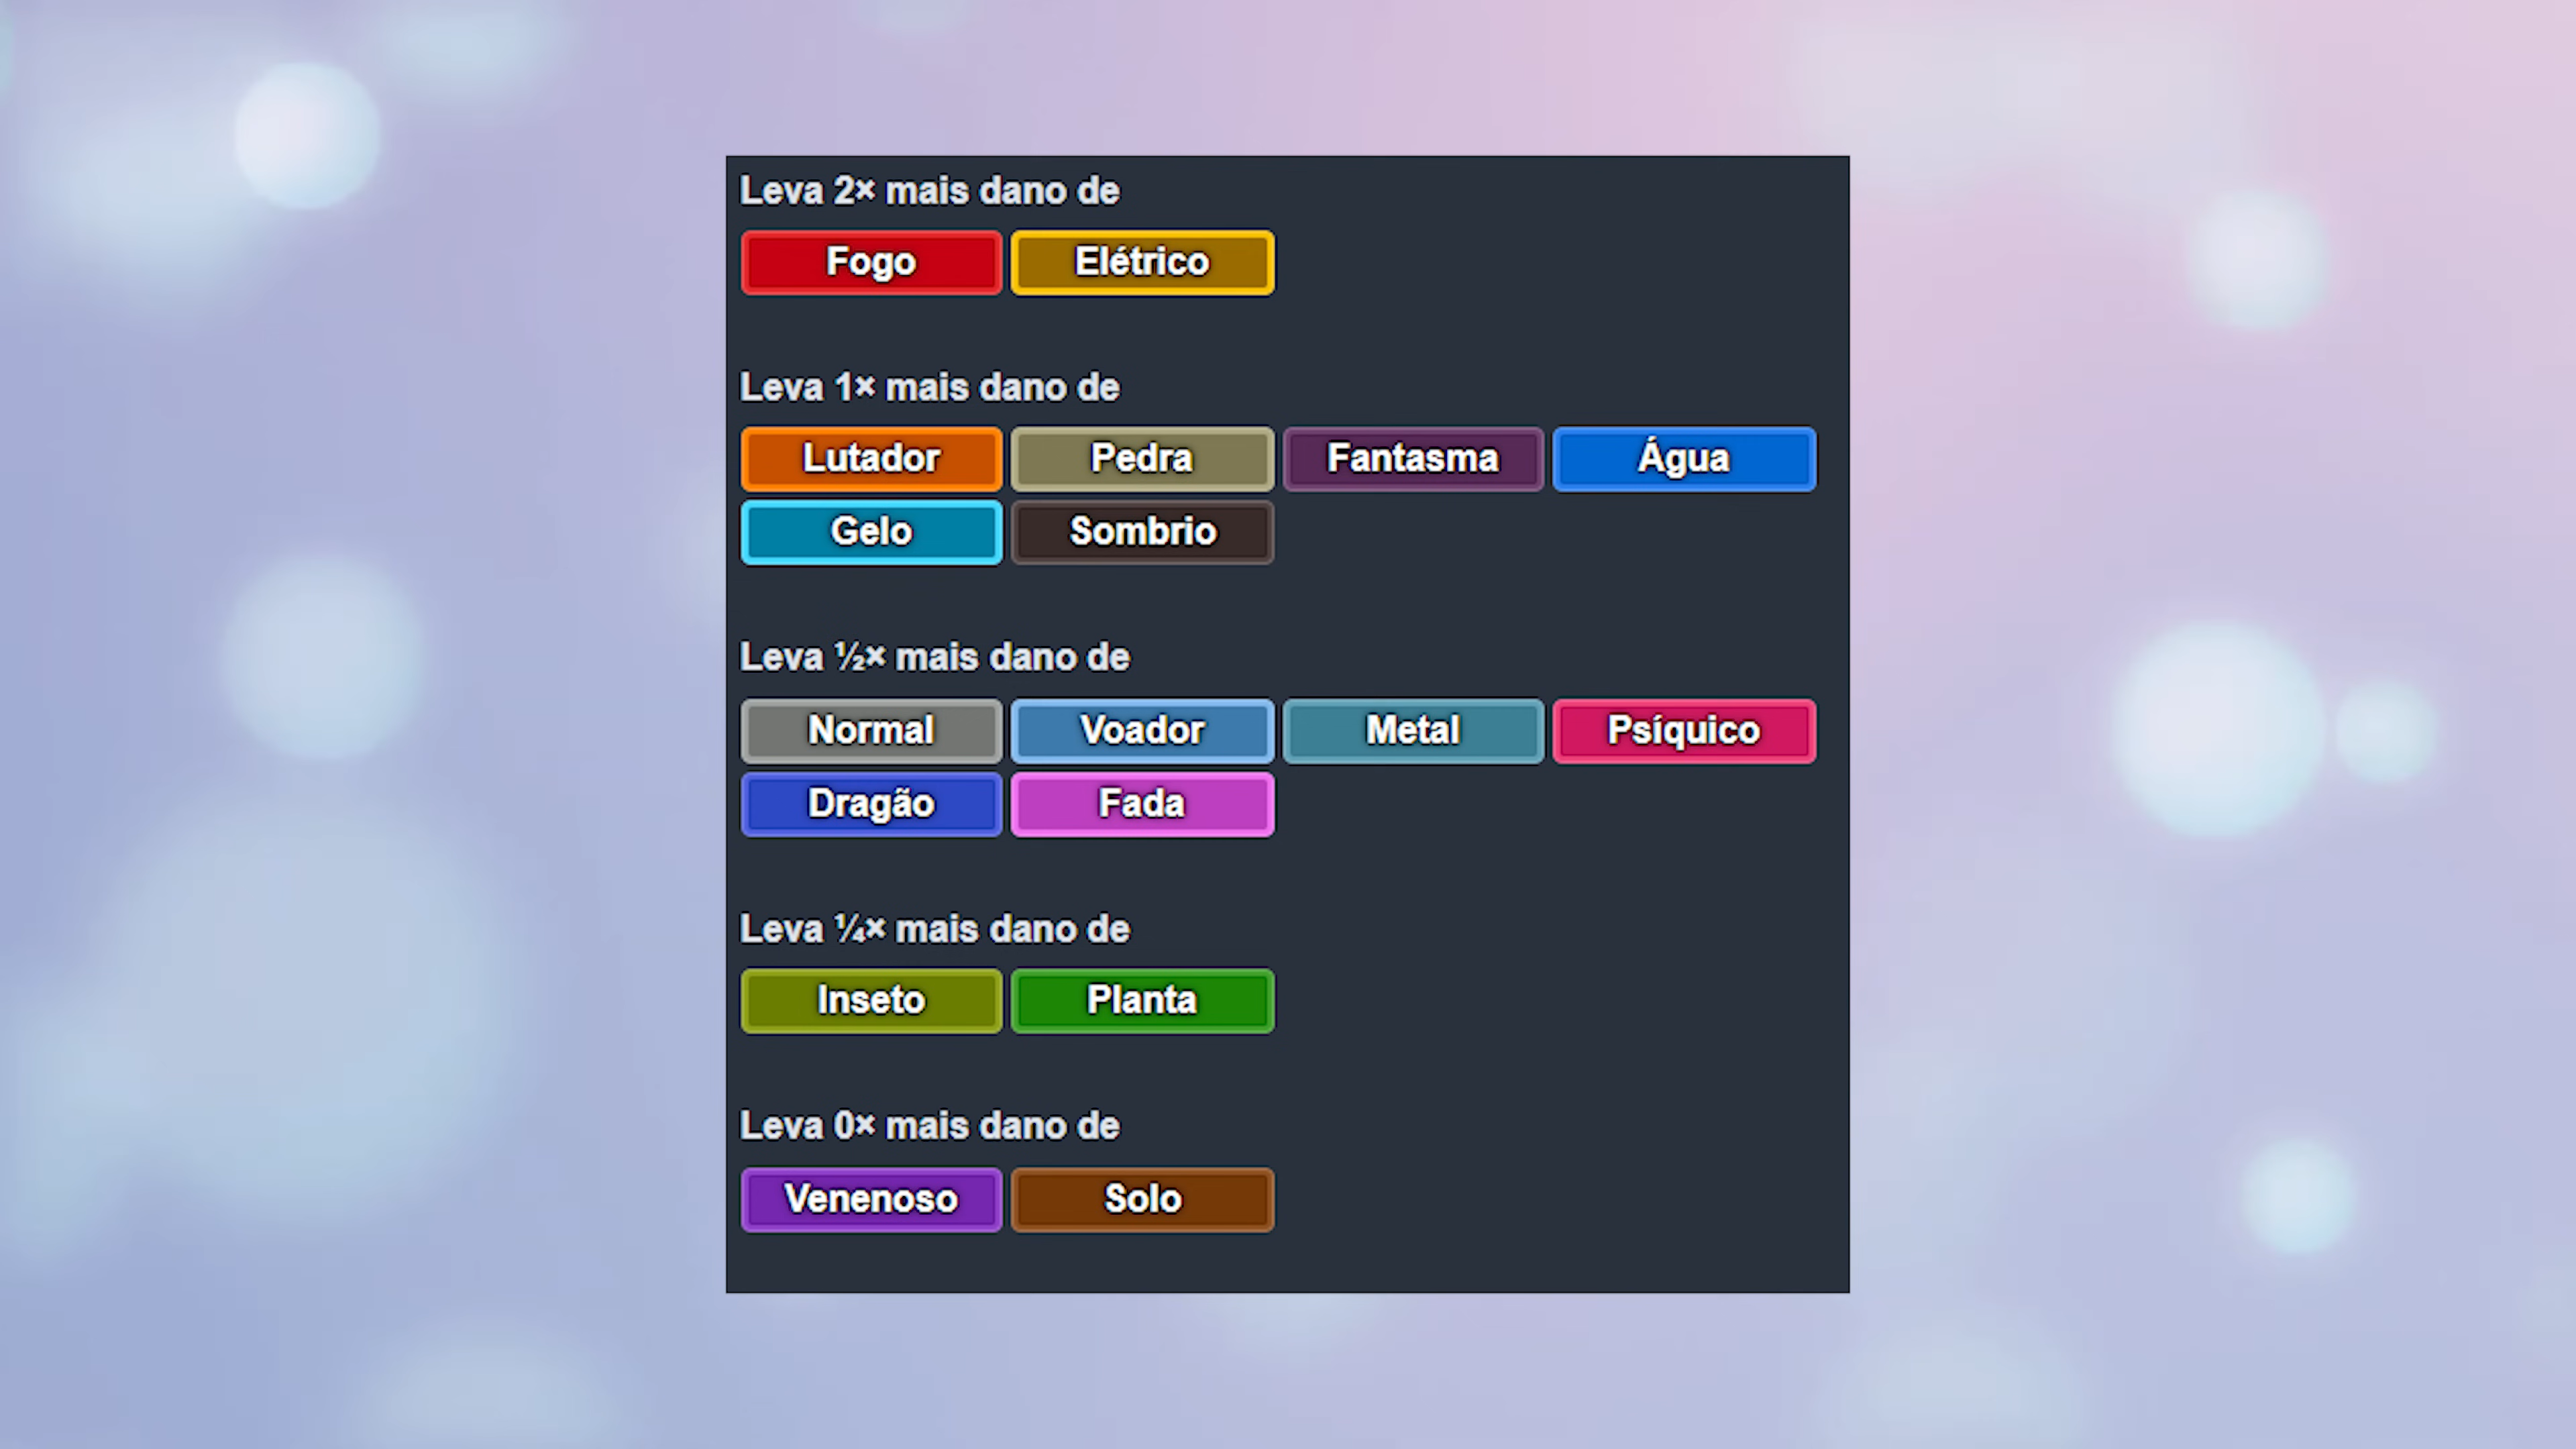 Leva 2× mais dano de
Fogo Elétrico
Leva 1× mais dano de
Lutador Pedra Fantasma Água
Gelo Sombrio
Leva ½× mais dano de
Normal Voador Metal Psíquico
Dragão Fada
Leva ¼× mais dano de
Inseto Planta
Leva 0× mais dano de
Venenoso Solo